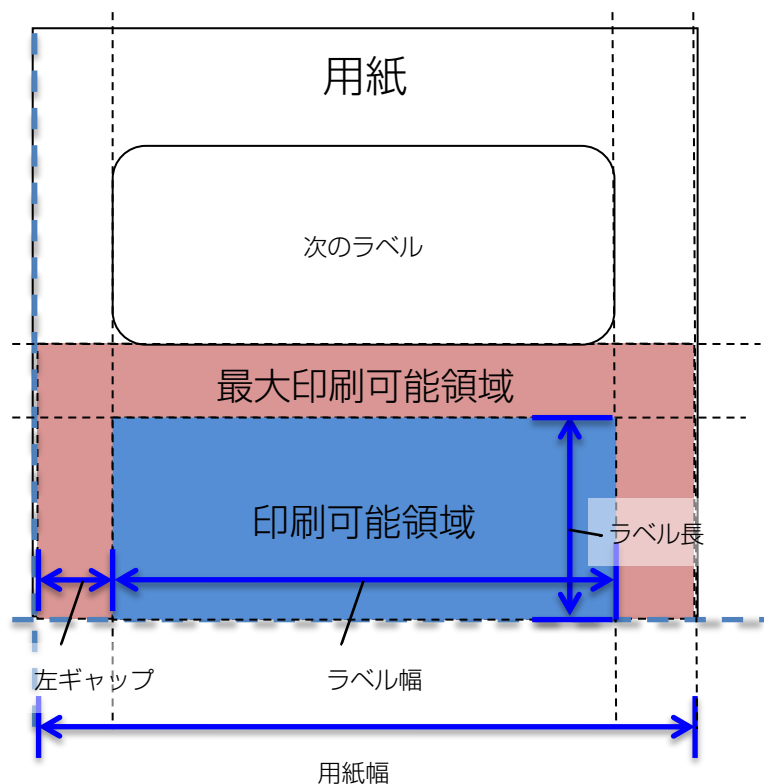 用紙
次のラベル
最大印刷可能領域
印刷可能領域
ラベル長
左ギャップ
ラベル幅
用紙幅